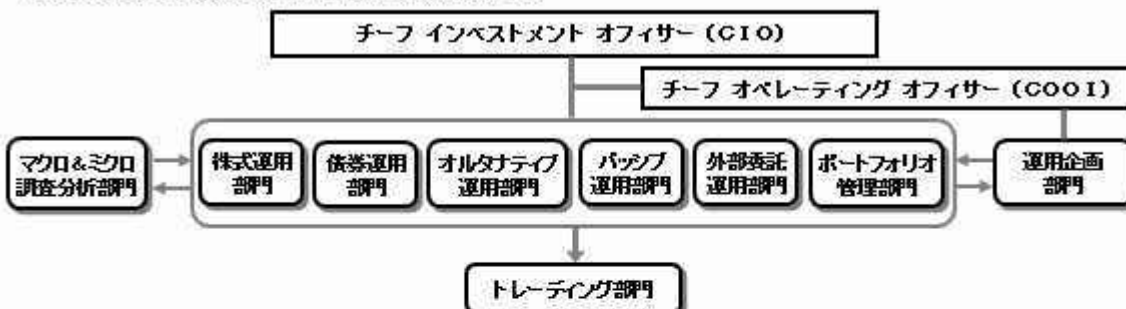 チーフ インベストメント オフィサー（CIO）
チーフ オペレーティング オフィサー（COOI）
マクロ&ミクロ
調査分析部門
株式運用
部門
債券運用
部門
オルタナティブ
運用部門
パッシブ
運用部門
外部委託
運用部門
ポートフォリオ
管理部門
運用企画
部門
トレーディング部門